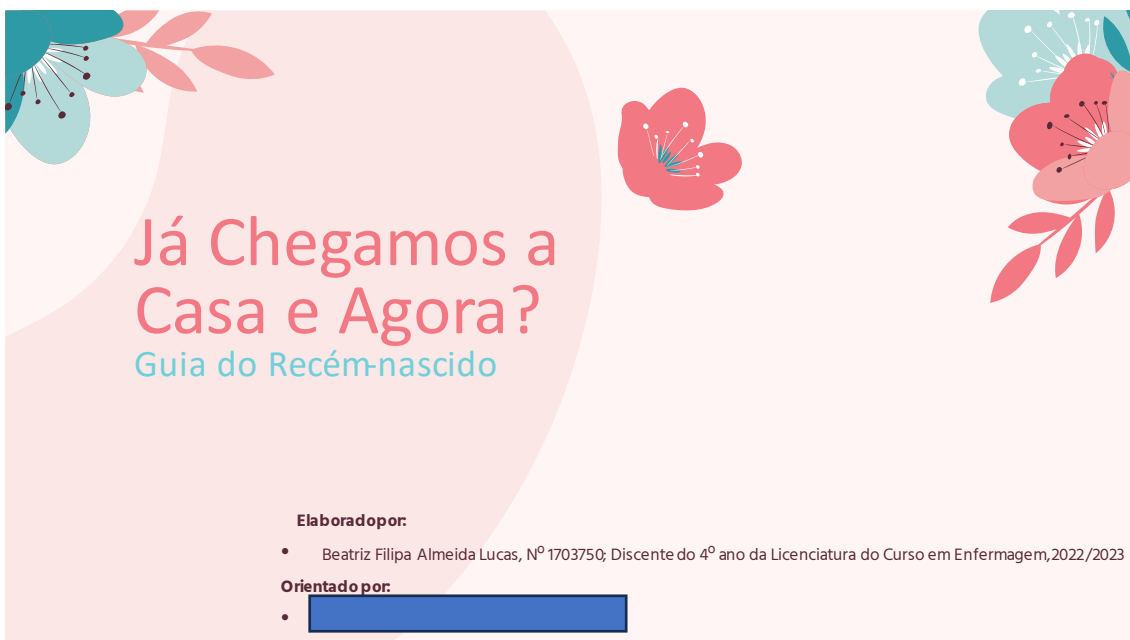 Já Chegamos a
Casa e Agora?
Guia do Recém-nascido
Elaborado por:
• Beatriz Filipa Almeida Lucas, Nº 1703750; Discente do 4º ano da Licenciatura do Curso em Enfermagem,2022/2023
Orientado por:
•